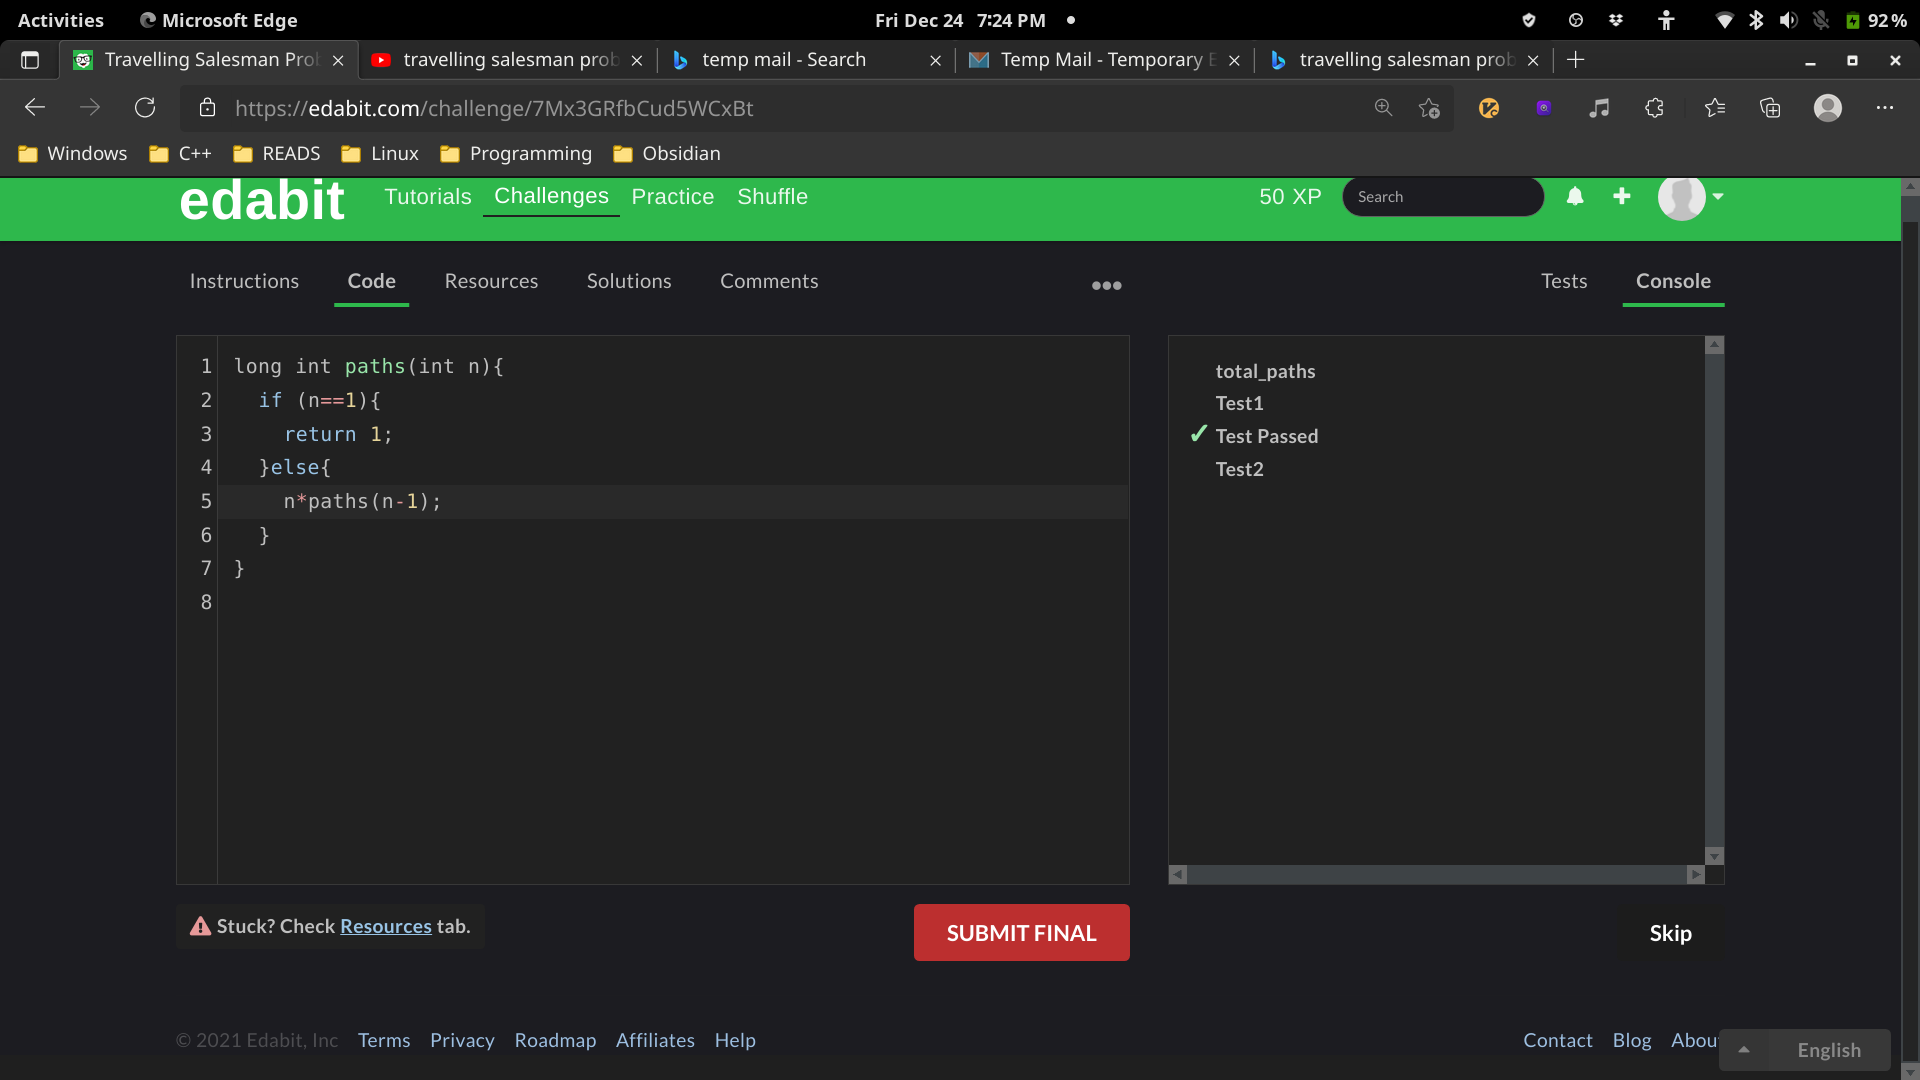 Activities Microsoft Edge Fri Dec 24 7:24 PM 92%
Travelling Salesman Pro travelling salesman prob temp mail - Search Temp Mail - Temporary E travelling salesman prob
https://edabit.com/challenge/7Mx3GRfbCud5WCxBt
Windows C++ READS Linux Programming Obsidian
edabit Tutorials Challenges Practice Shuffle 50 XP Search
Instructions Code Resources Solutions Comments Tests Console
1 long int paths(int n){
2 if (n==1){
3 return 1;
4 }else{
5 n*paths(n-1);
6 }
7 }
8
total_paths
Test1
Test Passed
Test2
Stuck? Check Resources tab. SUBMIT FINAL Skip
© 2021 Edabit, Inc Terms Privacy Roadmap Affiliates Help Contact Blog Abou
English